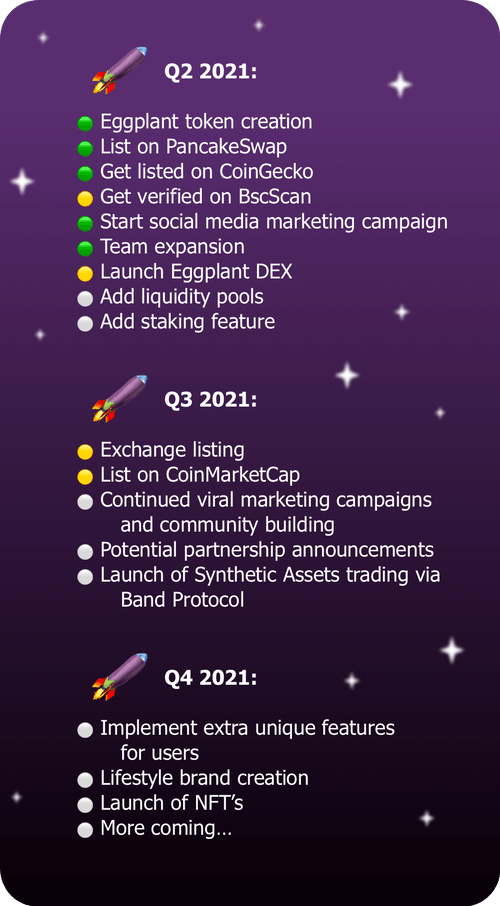 Q2 2021:
Eggplant token creation
List on PancakeSwap
Get listed on CoinGecko
Get verified on BscScan
Start social media marketing campaign
Team expansion
Launch Eggplant DEX
Add liquidity pools
Add staking feature
Q3 2021:
Exchange listing
List on CoinMarketCap
Continued viral marketing campaigns
and community building
Potential partnership announcements
Launch of Synthetic Assets trading via
Band Protocol
Q4 2021:
Implement extra unique features
for users
Lifestyle brand creation
Launch of NFT’s
More coming...